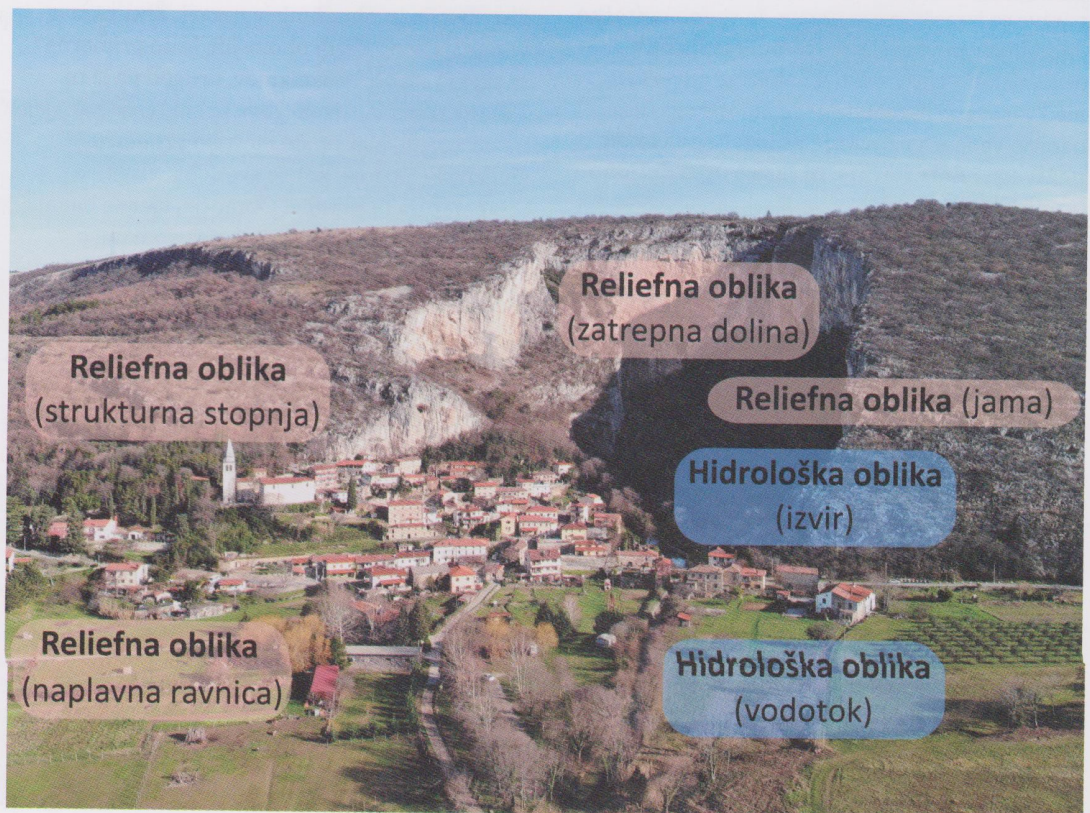 Reliefna oblika
(zatrepna dolina)
Reliefna oblika
(strukturna stopnja)
Reliefna oblika (jama)
Hidrološka oblika
(izvir)
Reliefna oblika
(naplavna ravnica)
Hidrološka oblika
(vodotok)